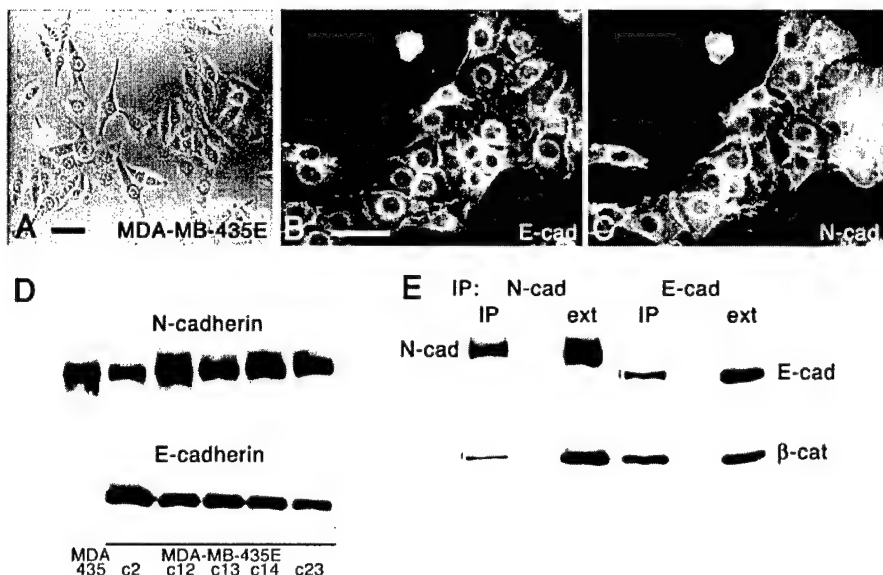 A MDA-MB-435E
B E-cad
C N-cad
D
N-cadherin
E-cadherin
MDA 435
MDA-MB-435E
c2 c12 c13 c14 c23
E IP: N-cad E-cad
IP ext IP ext
N-cad
E-cad
β-cat